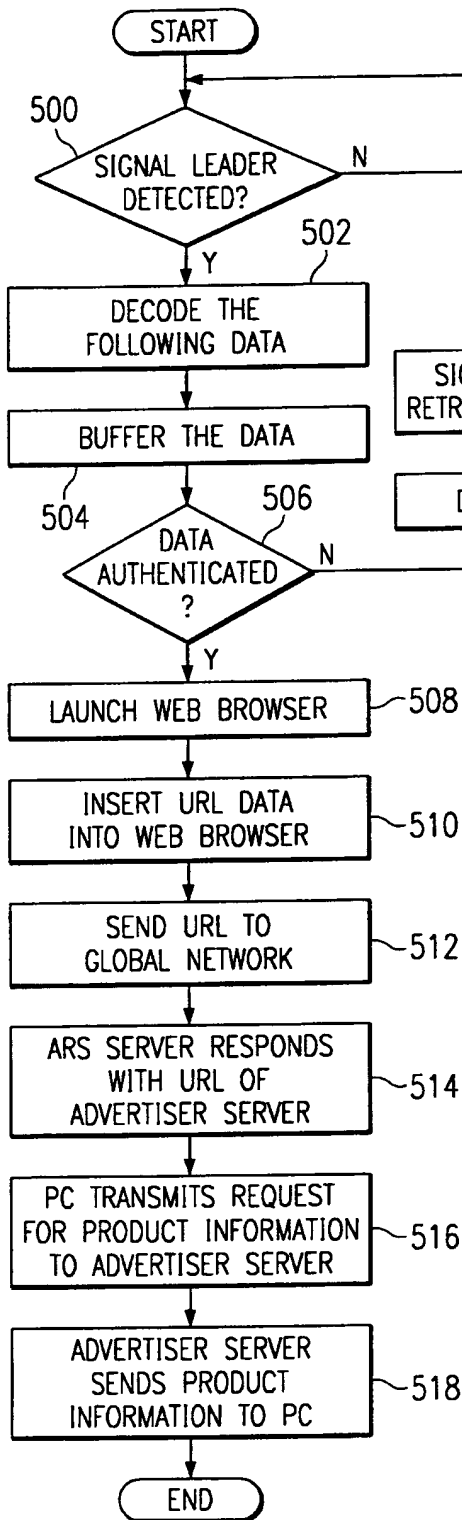 START
500
SIGNAL LEADER
DETECTED?
N
Y
502
DECODE THE
FOLLOWING DATA
BUFFER THE DATA
504
506
DATA
AUTHENTICATED
?
N
Y
LAUNCH WEB BROWSER
508
INSERT URL DATA
INTO WEB BROWSER
510
SEND URL TO
GLOBAL NETWORK
512
ARS SERVER RESPONDS
WITH URL OF
ADVERTISER SERVER
514
PC TRANSMITS REQUEST
FOR PRODUCT INFORMATION
TO ADVERTISER SERVER
516
ADVERTISER SERVER
SENDS PRODUCT
INFORMATION TO PC
518
END